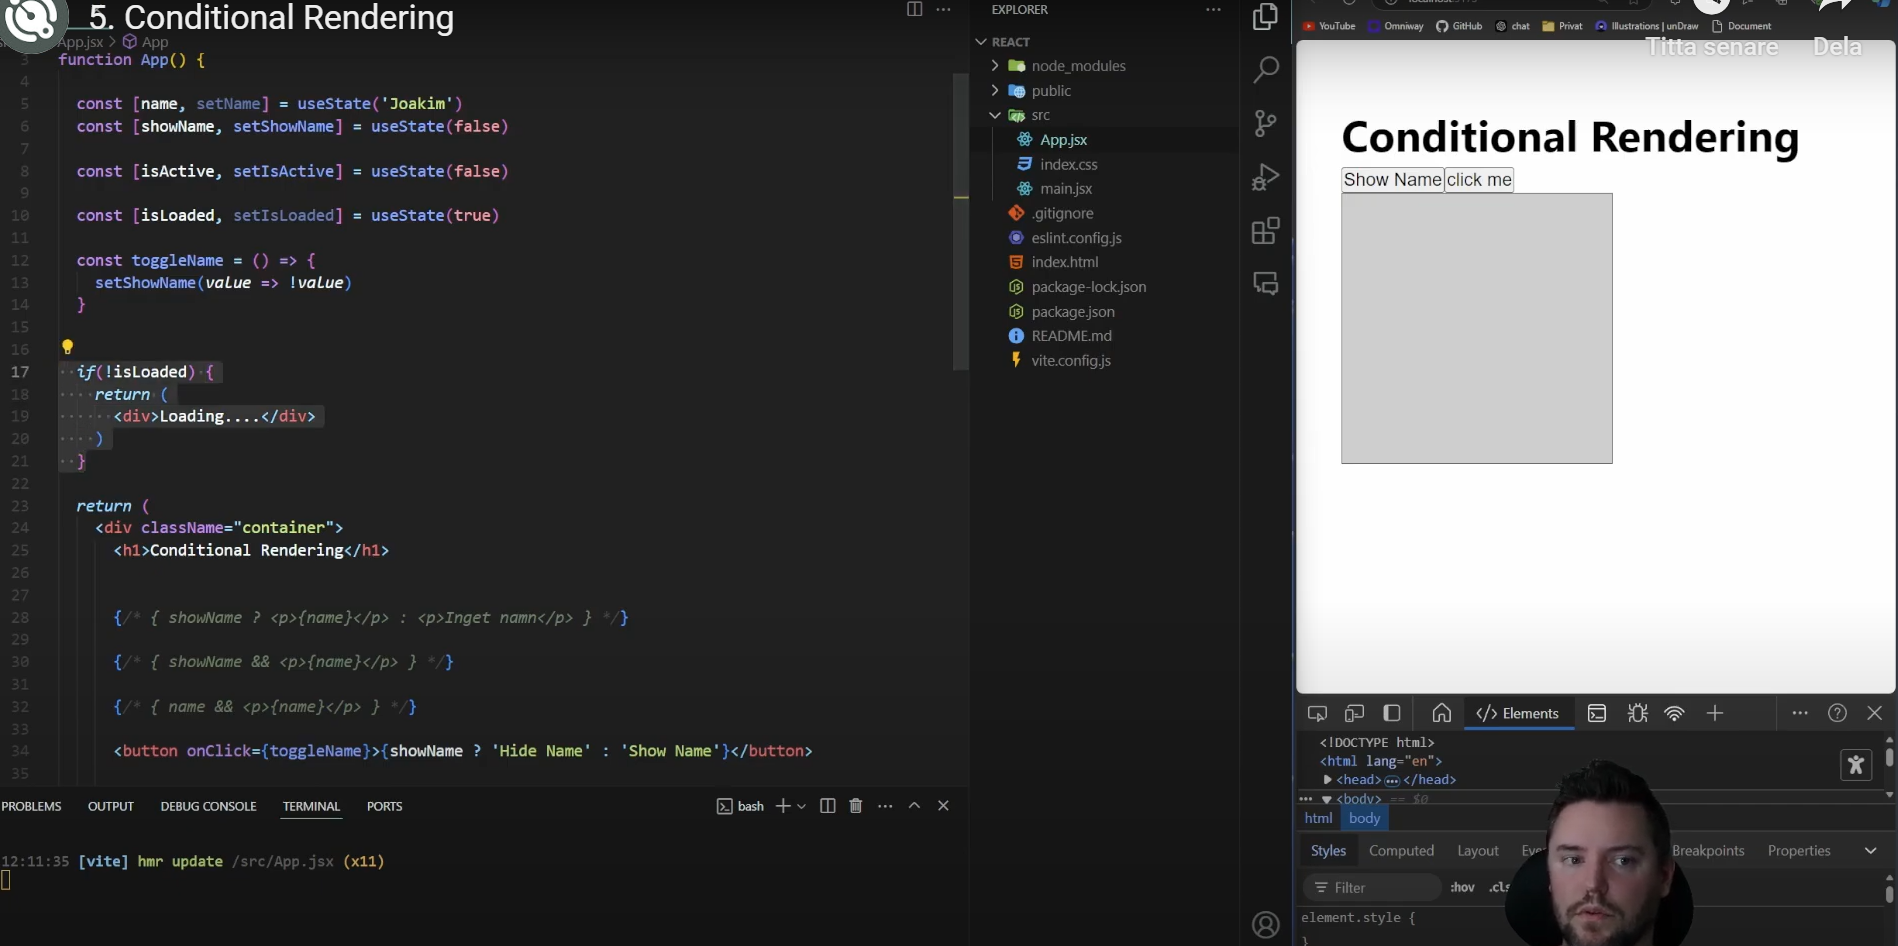 5. Conditional Rendering
App.jsx > App
3 function App() {
4
5 const [name, setName] = useState('Joakim')
6 const [showName, setShowName] = useState(false)
7
8 const [isActive, setIsActive] = useState(false)
9
10 const [isLoaded, setIsLoaded] = useState(true)
11
12 const toggleName = () => {
13 setShowName(value => !value)
14 }
15
16
17 if(!isLoaded) {
18 return (
19 <div>Loading....</div>
20 )
21 }
22
23 return (
24 <div className="container">
25 <h1>Conditional Rendering</h1>
26
27
28 {/* { showName ? <p>{name}</p> : <p>Inget namn</p> } */}
29
30 {/* { showName && <p>{name}</p> } */}
31
32 {/* { name && <p>{name}</p> } */}
33
34 <button onClick={toggleName}>{showName ? 'Hide Name' : 'Show Name'}</button>
35
PROBLEMS OUTPUT DEBUG CONSOLE TERMINAL PORTS bash
12:11:35 [vite] hmr update /src/App.jsx (x11)
EXPLORER
REACT
node_modules
public
src
App.jsx
index.css
main.jsx
.gitignore
eslint.config.js
index.html
package-lock.json
package.json
README.md
vite.config.js
YouTube Omniway GitHub chat Privat Illustrations | unDraw Document
Titta senare Dela
Conditional Rendering
Show Name click me
Elements
<!DOCTYPE html>
<html lang="en">
<head> </head>
<body> == $0
html body
Styles Computed Layout Breakpoints Properties
Filter :hov
element.style {
}